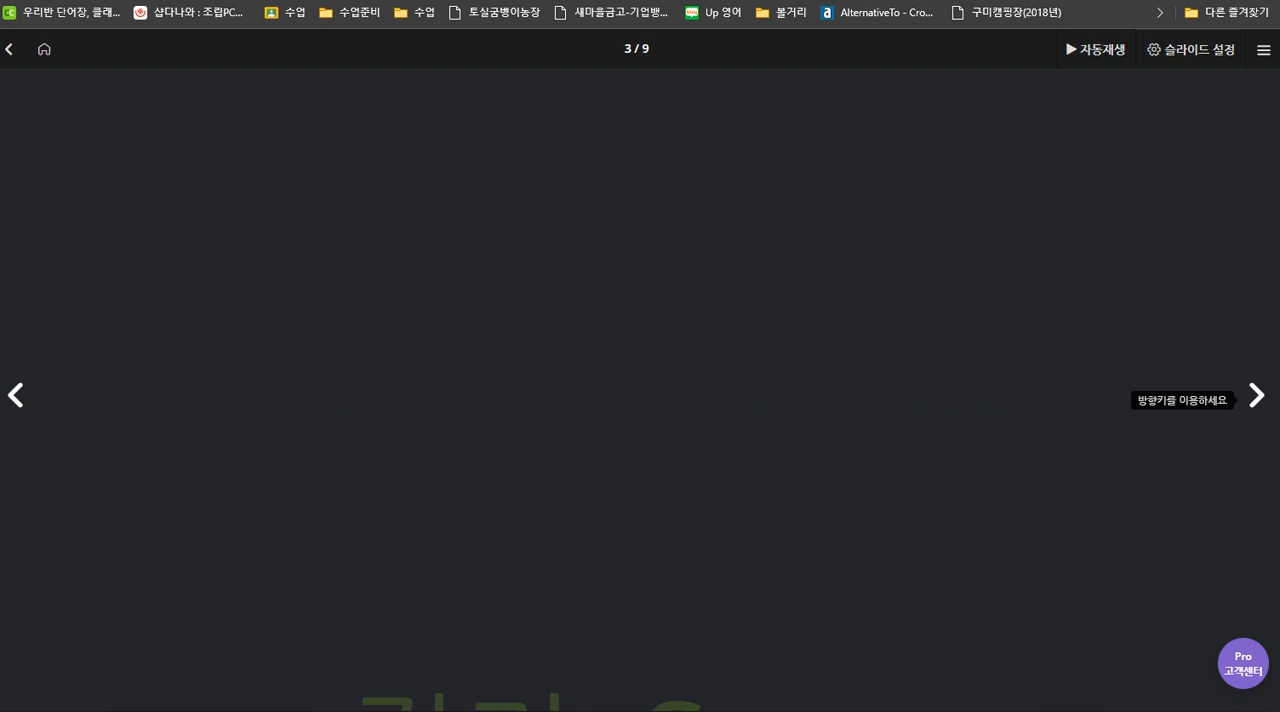 우리반 단어장, 클래... 샵다나와 : 조립PC... 수업 수업준비 수업 토실굼벵이농장 새마을금고-기업뱅... Up 영어 볼거리 AlternativeTo - Cro... 구미캠핑장(2018년) 다른 즐겨찾기
3 / 9 자동재생 슬라이드 설정
방향키를 이용하세요
Pro
고객센터